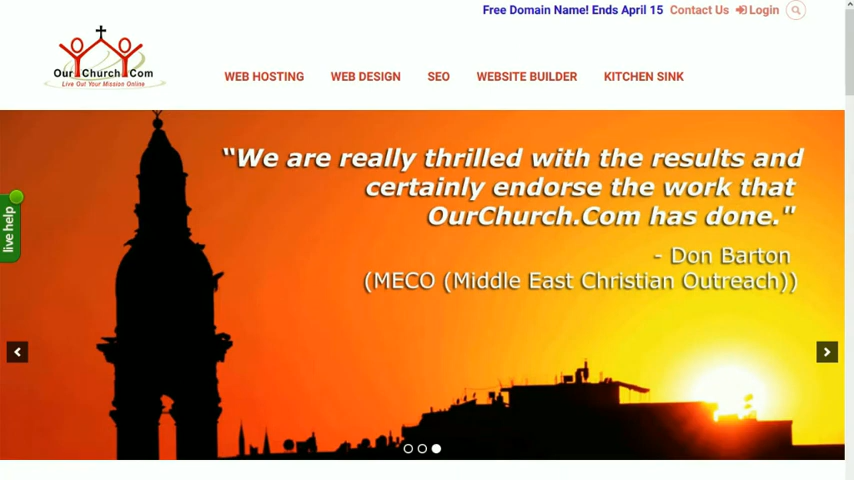 Free Domain Name! Ends April 15 Contact Us Login
Our Church Com
Live Out Your Mission Online
WEB HOSTING WEB DESIGN SEO WEBSITE BUILDER KITCHEN SINK
"We are really thrilled with the results and
certainly endorse the work that
OurChurch.Com has done."
- Don Barton
(MECO (Middle East Christian Outreach))
live help